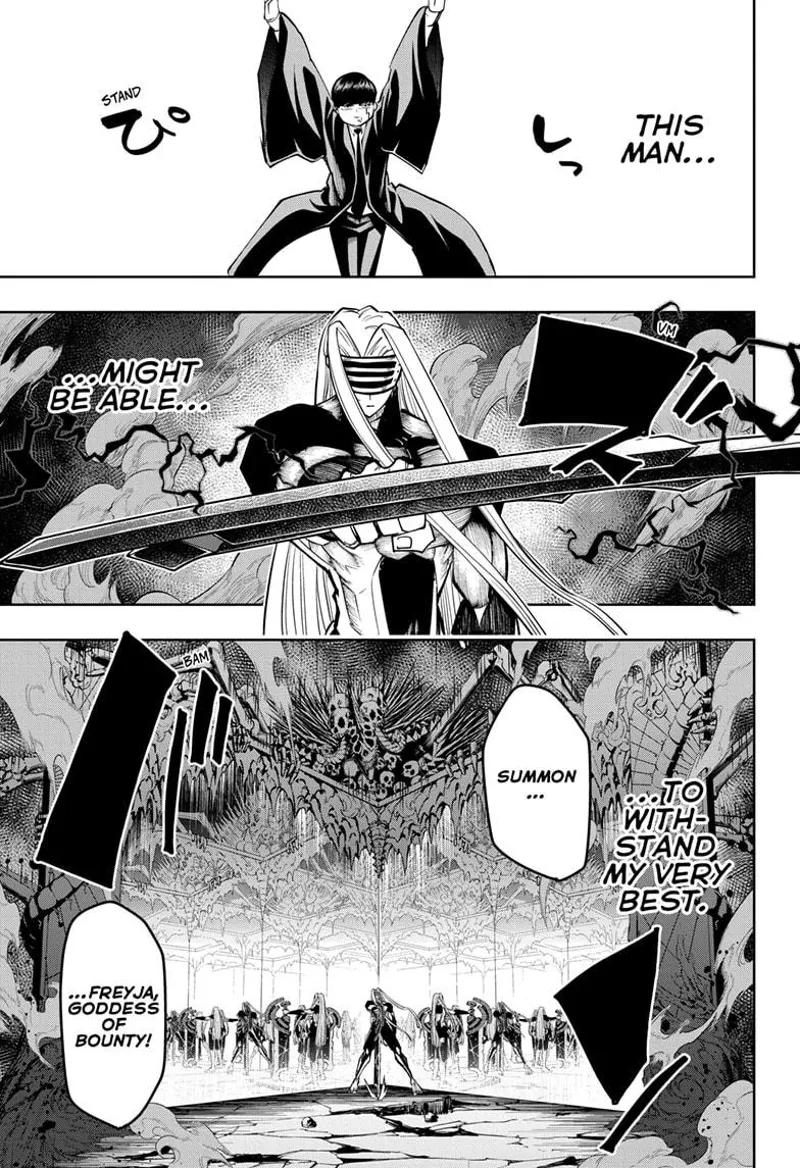 THIS
MAN...
しっ
STAND
ぴ
VM
...MIGHT
BE ABLE...
BAM
SUMMON
...
...TO
WITH-
STAND
MY VERY
BEST.
...FREYJA,
GODDESS
OF
BOUNTY!